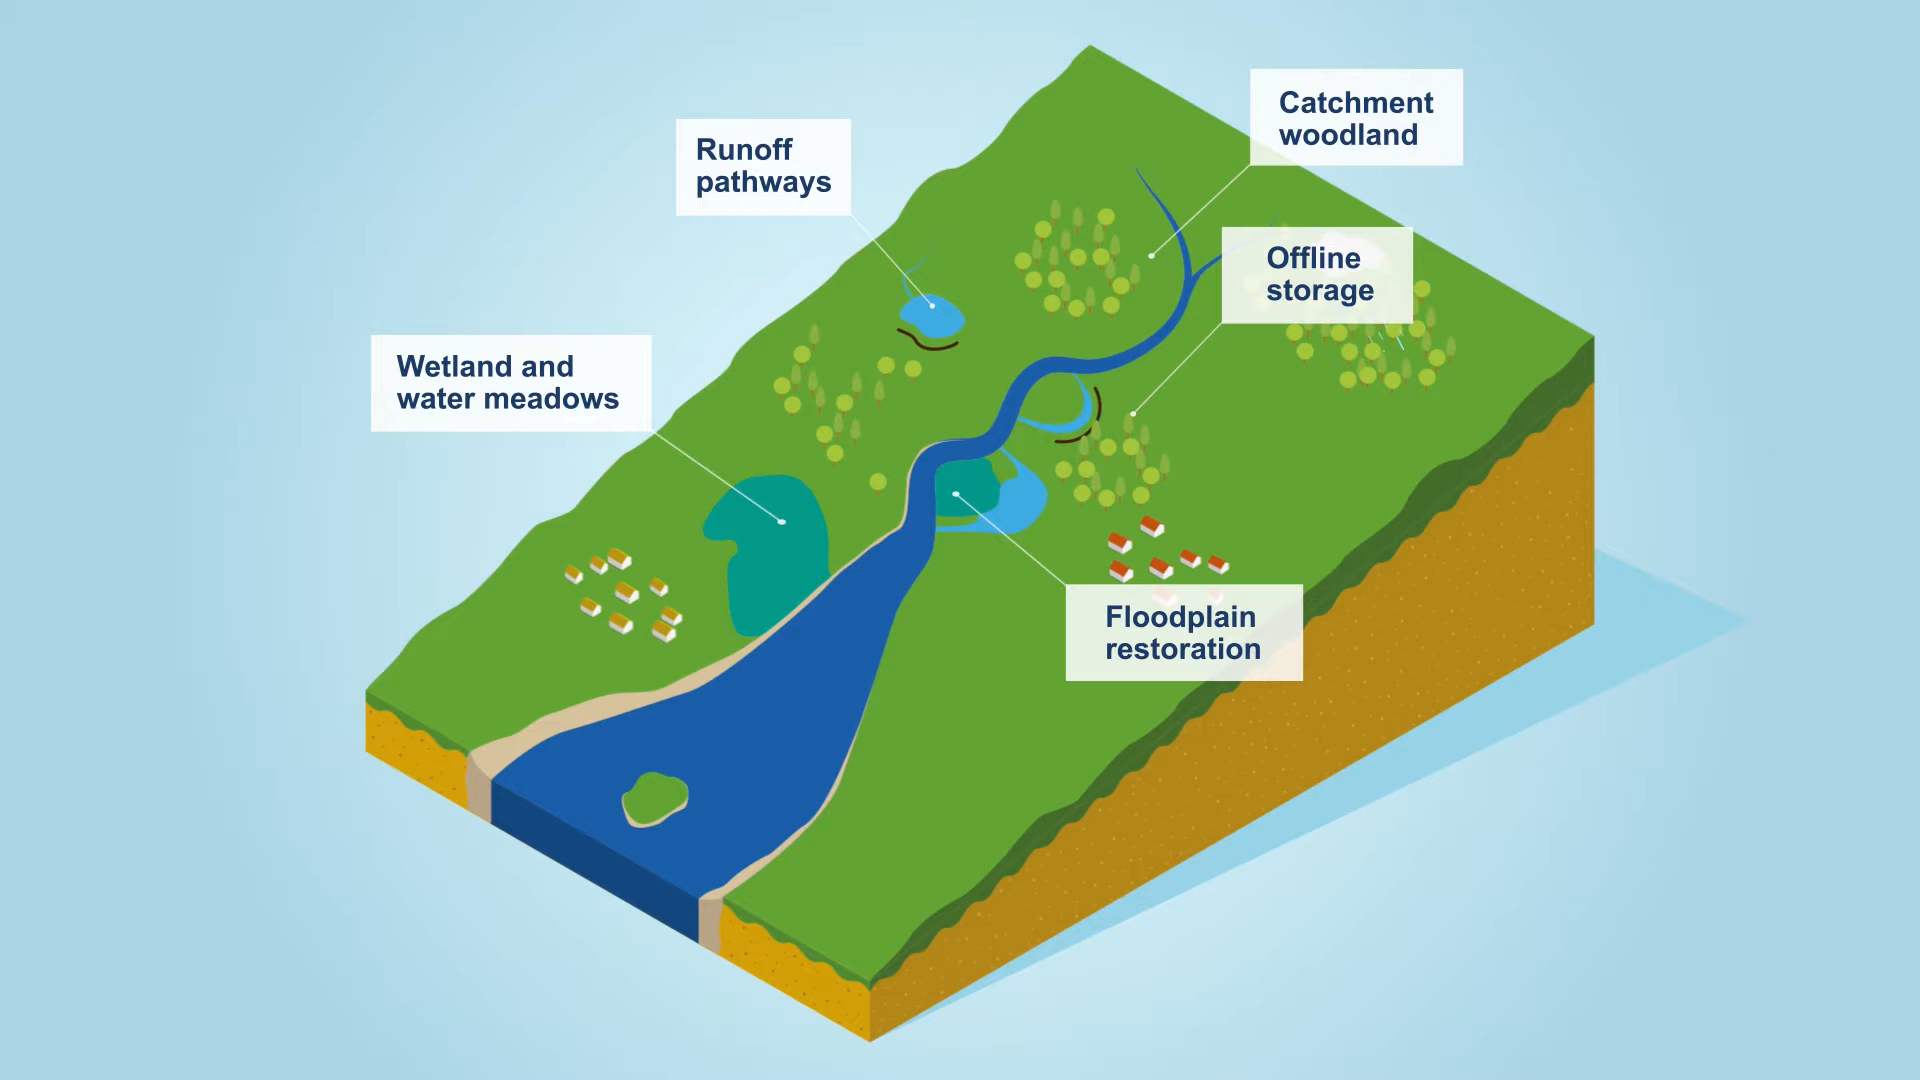 Catchment
woodland
Runoff
pathways
Offline
storage
Wetland and
water meadows
Floodplain
restoration